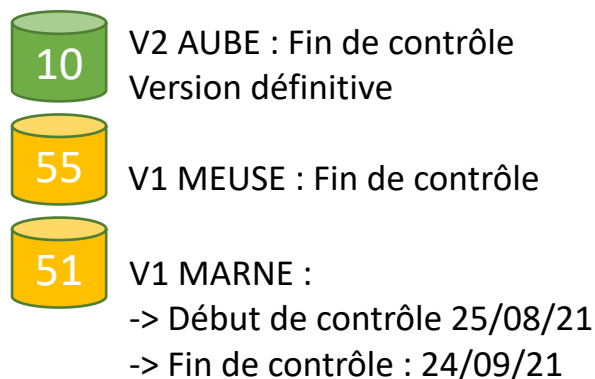 10
V2 AUBE : Fin de contrôle
Version définitive
55
V1 MEUSE : Fin de contrôle
51
V1 MARNE :
-> Début de contrôle 25/08/21
-> Fin de contrôle : 24/09/21